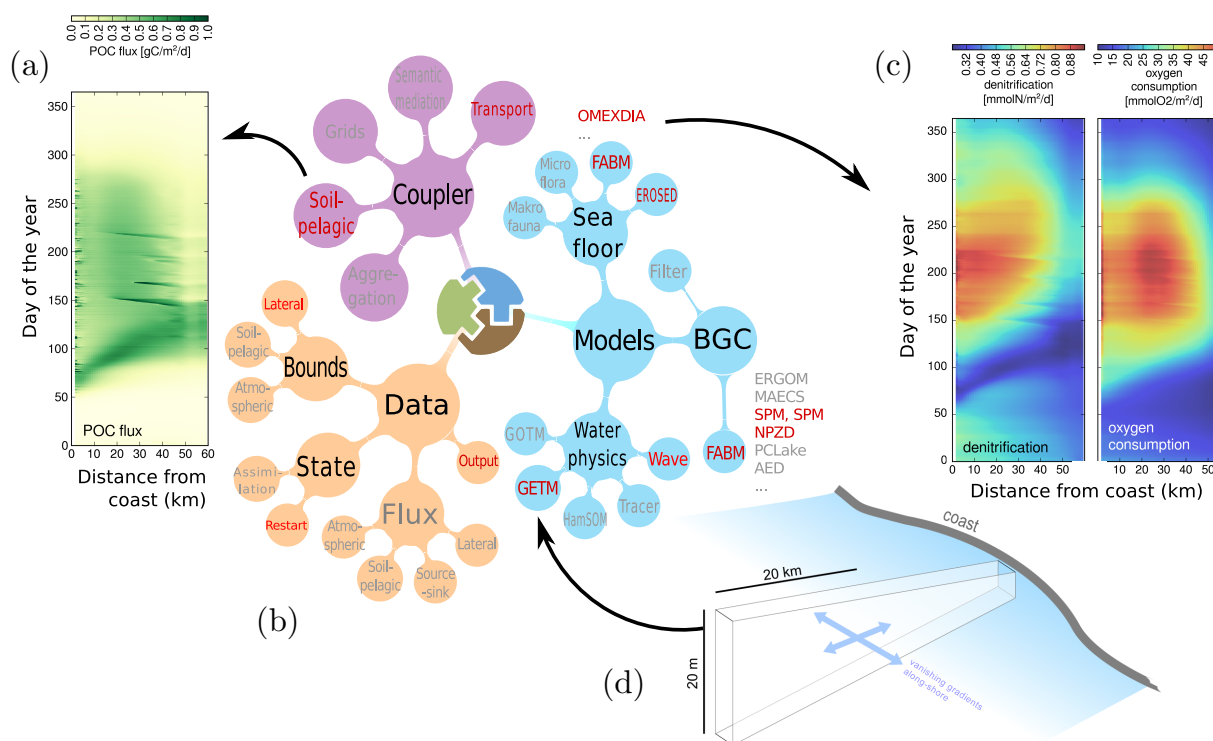 (a)
0.0 0.1 0.2 0.3 0.4 0.5 0.6 0.7 0.8 0.9 1.0
POC flux [gC/m²/d]
Day of the year
350
300
250
200
150
100
50
0
POC flux
0 10 20 30 40 50 60
Distance from
coast (km)
(b)
Coupler
Grids
Semantic
mediation
Transport
Soil-
pelagic
Aggre-
gation
Data
Bounds
Lateral
Soil-
pelagic
Atmo-
spheric
State
Assimi-
lation
Restart
Flux
Atmo-
spheric
Soil-
pelagic
Source
-sink
Lateral
Output
Models
Sea
floor
OMEXDIA
...
Micro
flora
FABM
EROSED
Makro
fauna
Filter
BGC
FABM
ERGOM
MAECS
SPM, SPM
NPZD
PCLake
AED
...
Water
physics
GOTM
GETM
HamSOM
Tracer
Wave
(c)
0.32 0.40 0.48 0.56 0.64 0.72 0.80 0.88
denitrification
[mmolN/m²/d]
10 15 20 25 30 35 40 45
oxygen
consumption
[mmolO2/m²/d]
Day of the year
350
300
250
200
150
100
50
0
denitrification
oxygen
consumption
0 10 20 30 40 50
0 10 20 30 40 50
Distance from coast (km)
(d)
coast
20 km
20 m
vanishing gradients
along-shore